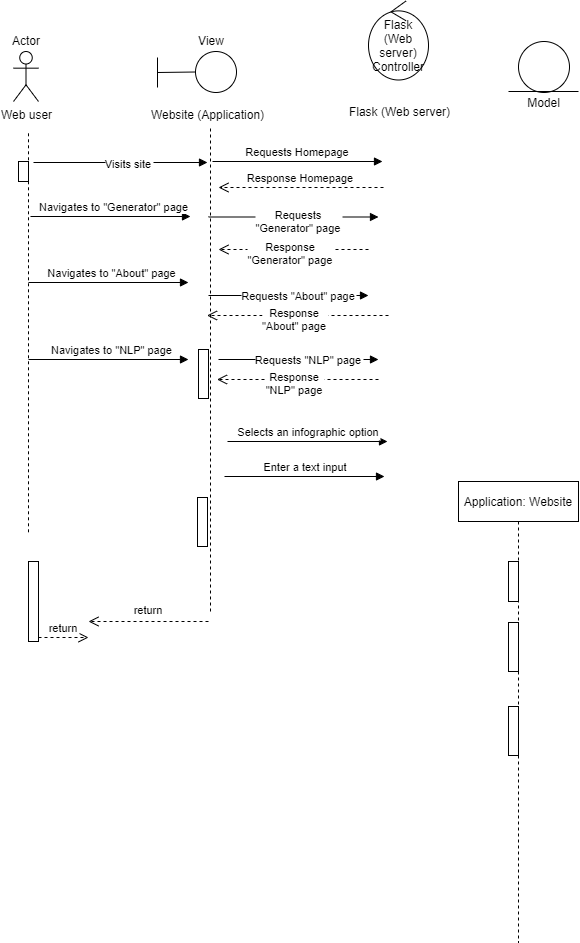 Actor
View
Flask
(Web
server)
Controller
Web user
Website (Application)
Flask (Web server)
Model
Visits site
Requests Homepage
Response Homepage
Navigates to "Generator" page
Requests
"Generator" page
Response
"Generator" page
Navigates to "About" page
Requests "About" page
Response
"About" page
Navigates to "NLP" page
Requests "NLP" page
Response
"NLP" page
Selects an infographic option
Enter a text input
Application: Website
return
return